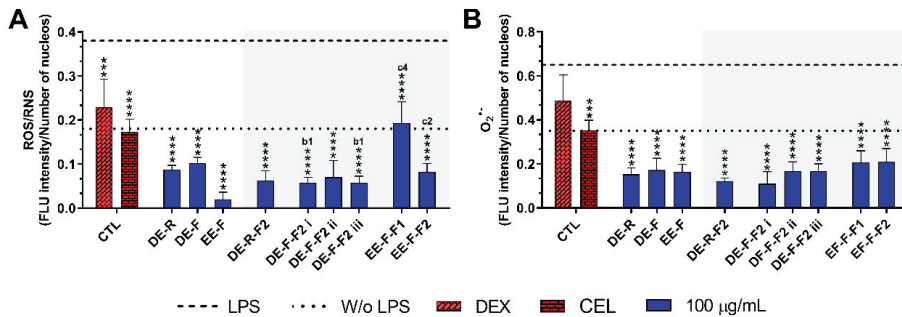 A
ROS/RNS
(FLU intensity/Number of nucleos)
0.4
0.3
0.2
0.1
0.0
***
****
****
****
****
****
b1
****
****
b1
****
c4
****
c2
****
CTL
DE-R
DE-F
EE-F
DE-R-F2
DE-F-F2 i
DE-F-F2 ii
DE-F-F2 iii
EE-F-F1
EE-F-F2
B
O2•-
(FLU intensity/Number of nucleos)
0.8
0.6
0.4
0.2
0.0
***
****
****
****
****
****
****
****
****
***
CTL
DE-R
DE-F
EE-F
DE-R-F2
DE-F-F2 i
DF-F-F2 ii
DE-F-F2 iii
EF-F-F1
EF-F-F2
LPS
W/o LPS
DEX
CEL
100 µg/mL